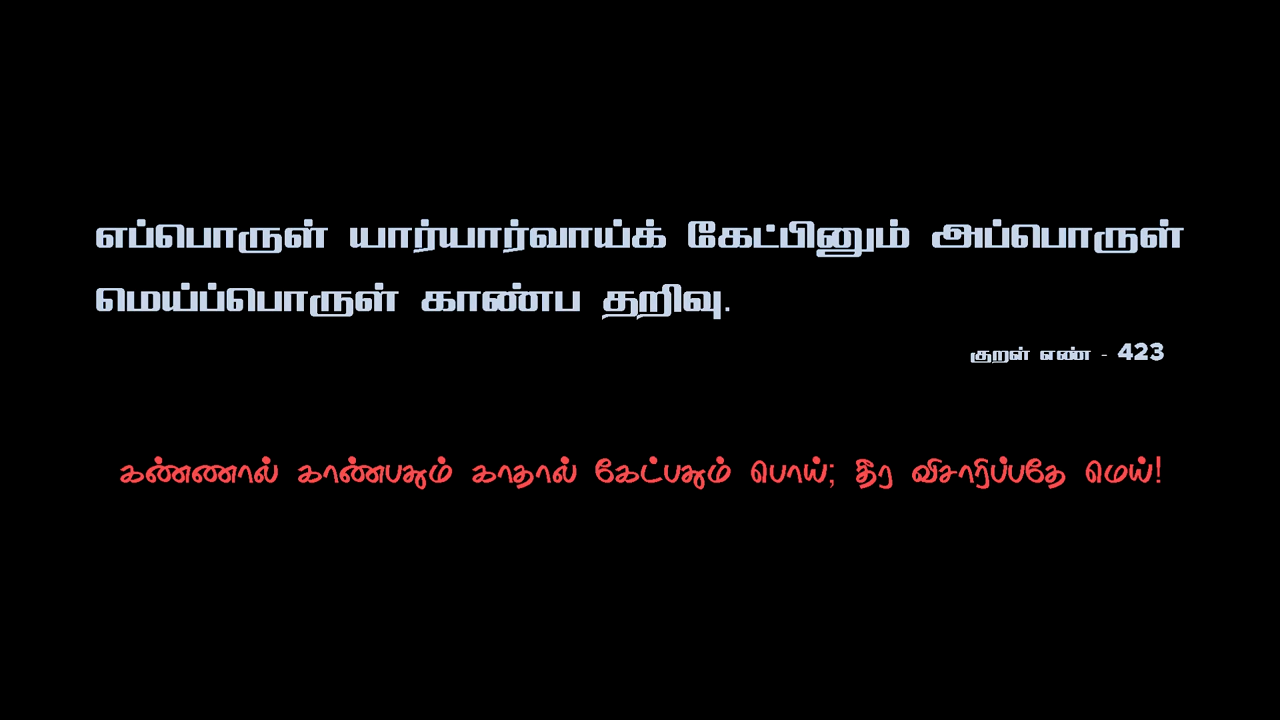 எப்பொருள் யார்யார்வாய்க் கேட்பினும் அப்பொருள்
மெய்ப்பொருள் காண்ப தறிவு.
குறள் எண் - 423
கண்ணால் காண்பதும் காதால் கேட்பதும் பொய்; தீர விசாரிப்பதே மெய்!